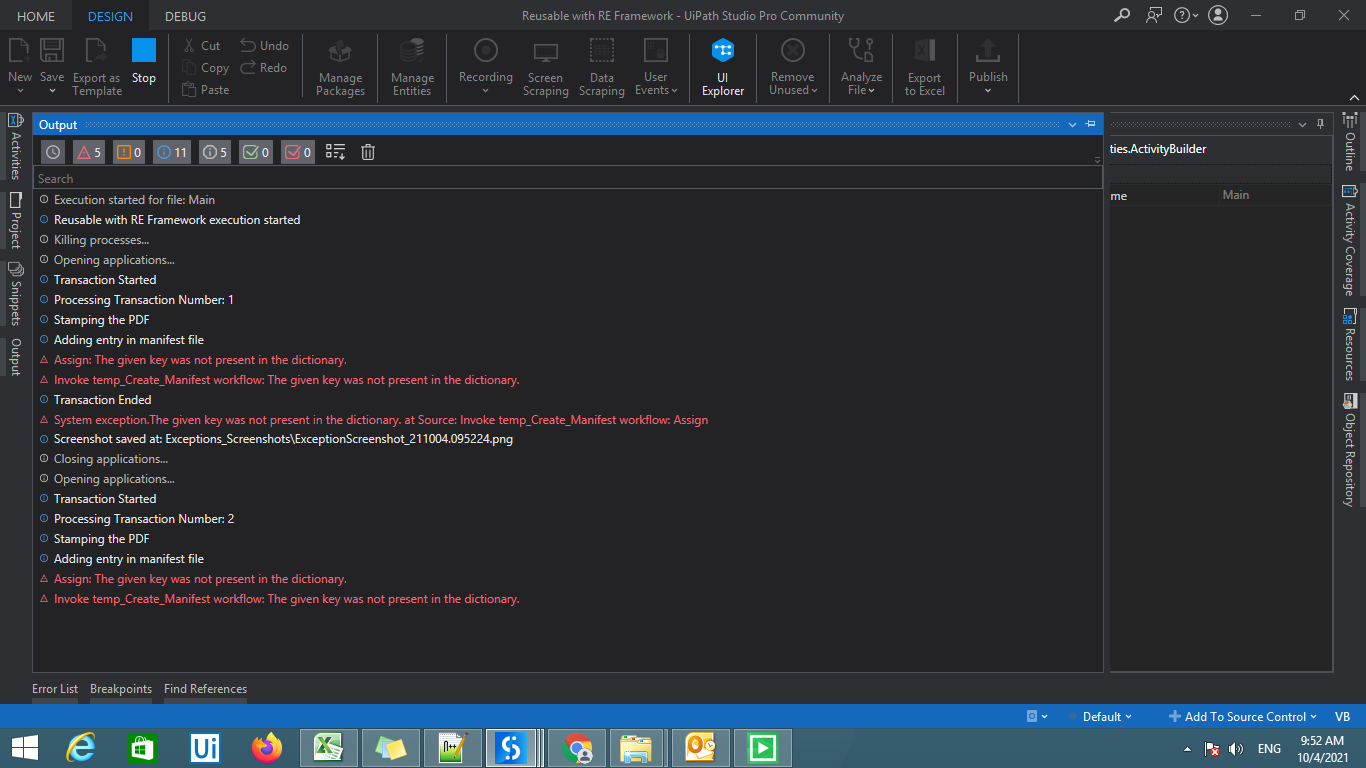 HOME DESIGN DEBUG Reusable with RE Framework - UiPath Studio Pro Community
New Save Export as Template Stop
Cut Undo
Copy Redo
Paste
Manage Packages
Manage Entities
Recording
Screen Scraping
Data Scraping
User Events
UI Explorer
Remove Unused
Analyze File
Export to Excel
Publish
Activities
Project
Snippets
Output
Output
5 0 11 5 0 0
Search
Execution started for file: Main
Reusable with RE Framework execution started
Killing processes...
Opening applications...
Transaction Started
Processing Transaction Number: 1
Stamping the PDF
Adding entry in manifest file
Assign: The given key was not present in the dictionary.
Invoke temp_Create_Manifest workflow: The given key was not present in the dictionary.
Transaction Ended
System exception.The given key was not present in the dictionary. at Source: Invoke temp_Create_Manifest workflow: Assign
Screenshot saved at: Exceptions_Screenshots\ExceptionScreenshot_211004.095224.png
Closing applications...
Opening applications...
Transaction Started
Processing Transaction Number: 2
Stamping the PDF
Adding entry in manifest file
Assign: The given key was not present in the dictionary.
Invoke temp_Create_Manifest workflow: The given key was not present in the dictionary.
ties.ActivityBuilder
me Main
Outline
Activity Coverage
Resources
Object Repository
Error List Breakpoints Find References
Default Add To Source Control VB
Ui
n++
ENG
9:52 AM
10/4/2021